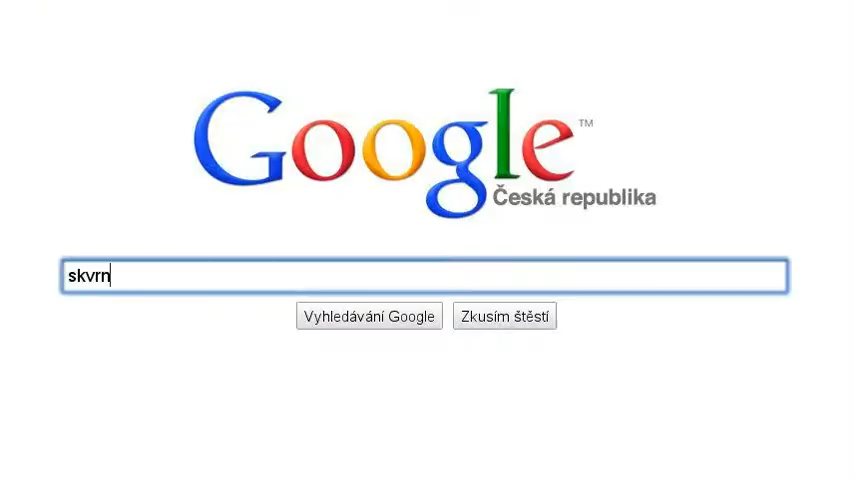 Google™
Česká republika
skvrn
Vyhledávání Google
Zkusím štěstí